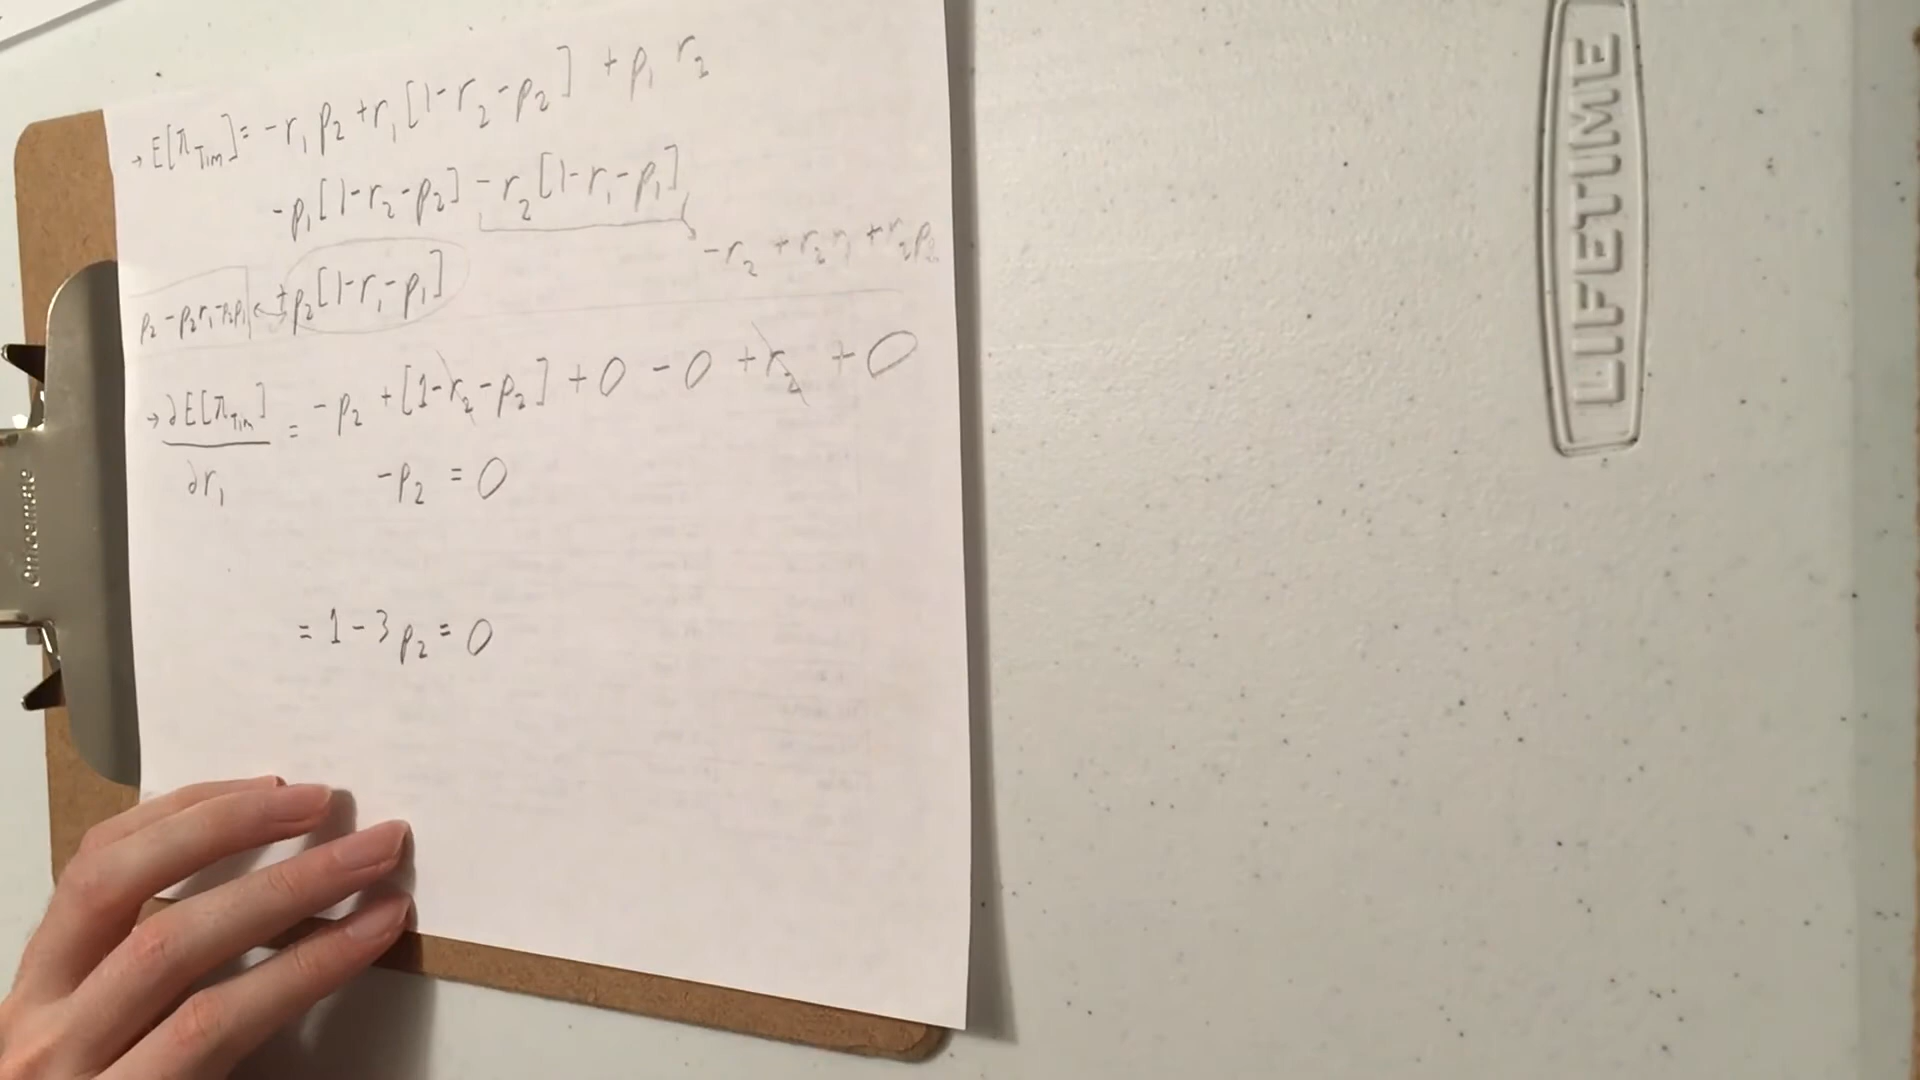 → E[π_Tim] = -r₁p₂ + r₁[1-r₂-p₂] + p₁r₂
-p₁[1-r₂-p₂] - r₂[1-r₁-p₁]
-r₂ + r₂r₁ + r₂p₂
p₂ - p₂r₁ - p₂p₁ ← + p₂[1-r₁-p₁]
→ ∂E[π_Tim] / ∂r₁ = -p₂ + [1-r₂-p₂] + 0 - 0 + r₂ + 0
-p₂ = 0
= 1-3p₂ = 0
Officemate
LIFETIME